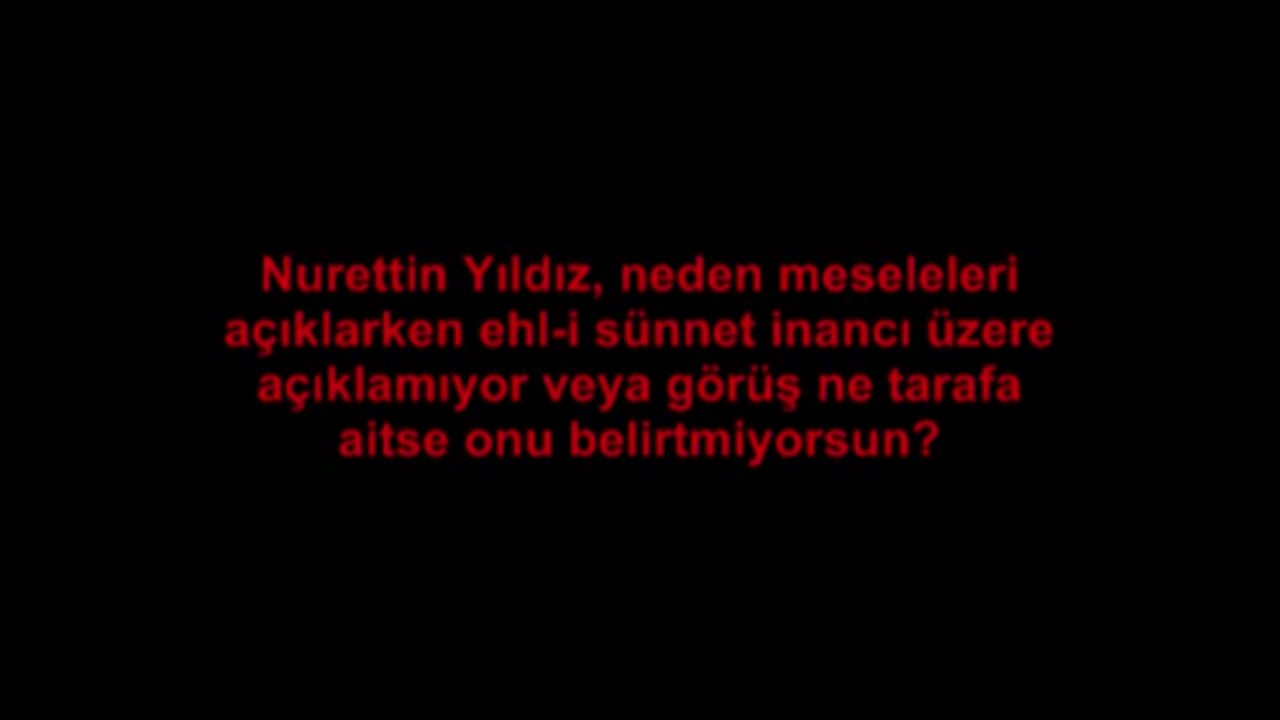 Nurettin Yıldız, neden meseleleri
açıklarken ehl-i sünnet inancı üzere
açıklamıyor veya görüş ne tarafa
aitse onu belirtmiyorsun?